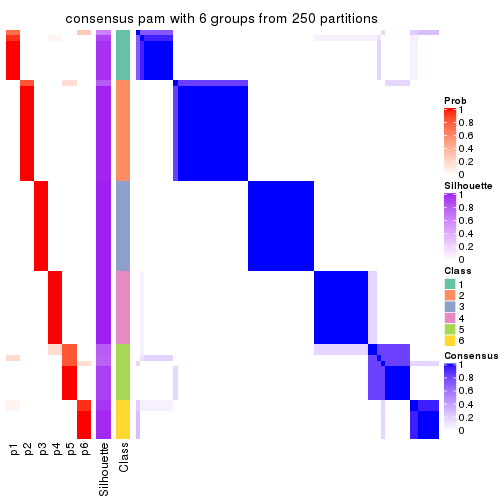 consensus pam with 6 groups from 250 partitions
Prob
1
0.8
0.6
0.4
0.2
0
Silhouette
1
0.8
0.6
0.4
0.2
0
Class
1
2
3
4
5
6
Consensus
1
0.8
0.6
0.4
0.2
0
p1
p2
p3
p4
p5
p6
Silhouette
Class